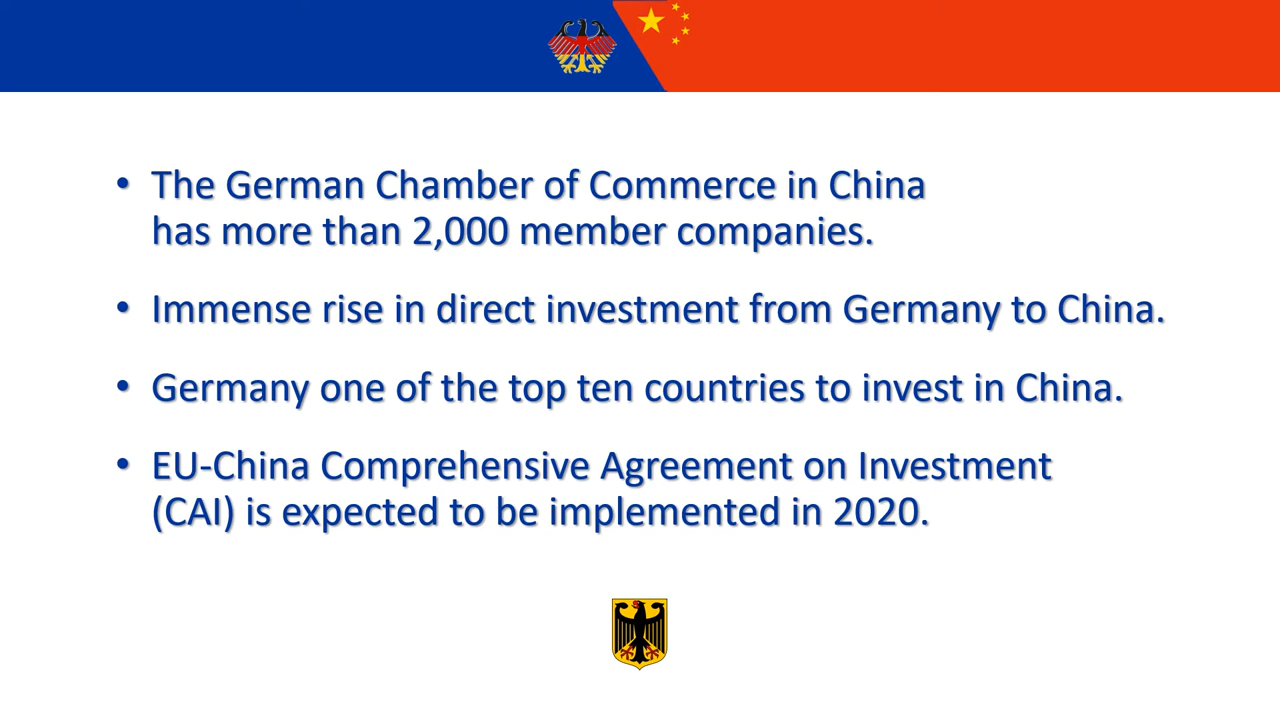 • The German Chamber of Commerce in China
has more than 2,000 member companies.
• Immense rise in direct investment from Germany to China.
• Germany one of the top ten countries to invest in China.
• EU-China Comprehensive Agreement on Investment
(CAI) is expected to be implemented in 2020.